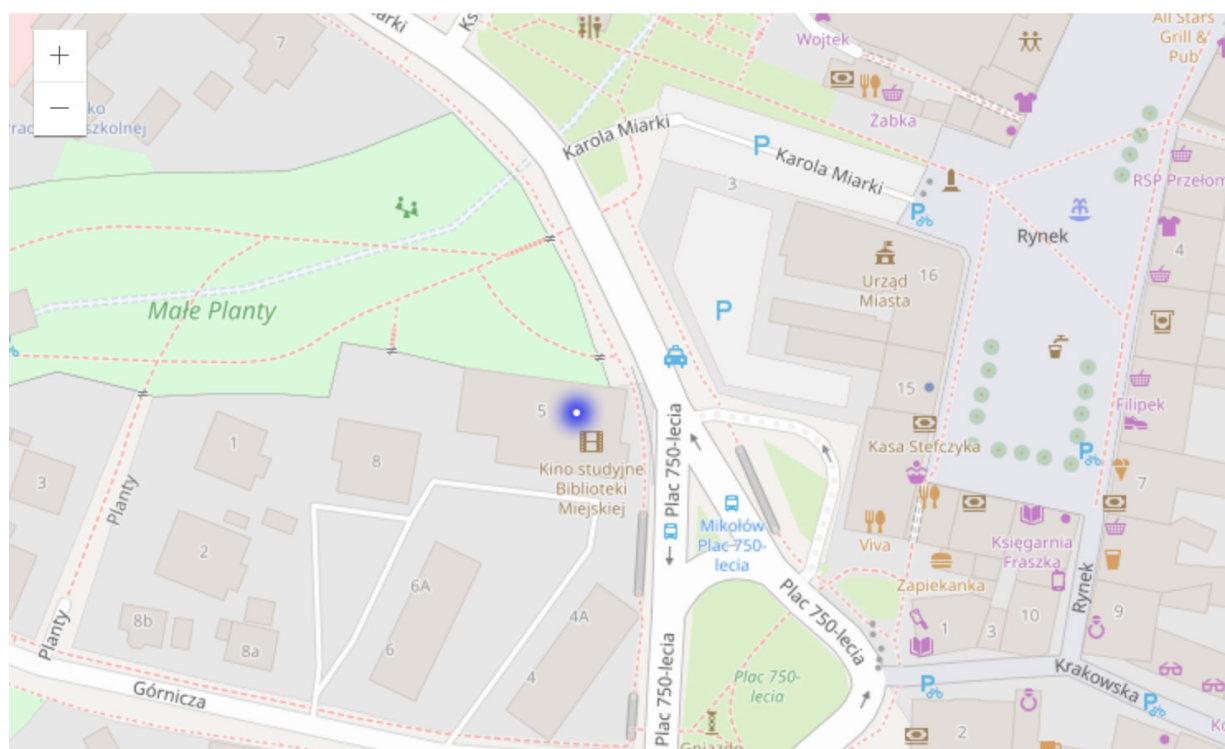 All Stars
Grill &
Pub
Wojtek
7
Żabka
Karola Miarki
Karola Miarki
RSP Przełom
3
Rynek
4
Urząd
Miasta
16
Małe Planty
15
Filipek
5
Kasa Stefczyka
Kino studyjne
Biblioteki
Miejskiej
Plac 750-lecia
1
8
3
Planty
7
Mikołów
Plac 750-
lecia
Viva
Księgarnia
Fraszka
Zapiekanka
2
6A
Plac 750-lecia
Rynek
8b
4A
1
3
10
9
Planty
8a
6
4
Plac 750-lecia
Plac 750-
lecia
Krakowska
Górnicza
2